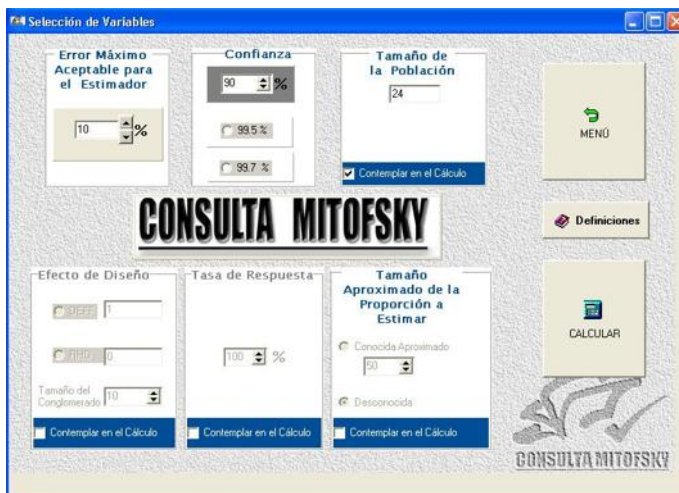 Selección de Variables
Error Máximo
Aceptable para
el Estimador
10 %
Confianza
90 %
99.5 %
99.7 %
Tamaño de
la Población
24
Contemplar en el Cálculo
MENÚ
CONSULTA MITOFSKY
Definiciones
Efecto de Diseño
DEFF 1
RHO 0
Tamaño del
Conglomerado 10
Contemplar en el Cálculo
Tasa de Respuesta
100 %
Contemplar en el Cálculo
Tamaño
Aproximado de la
Proporción a
Estimar
Conocida Aproximado
50
Desconocida
Contemplar en el Cálculo
CALCULAR
CONSULTA MITOFSKY